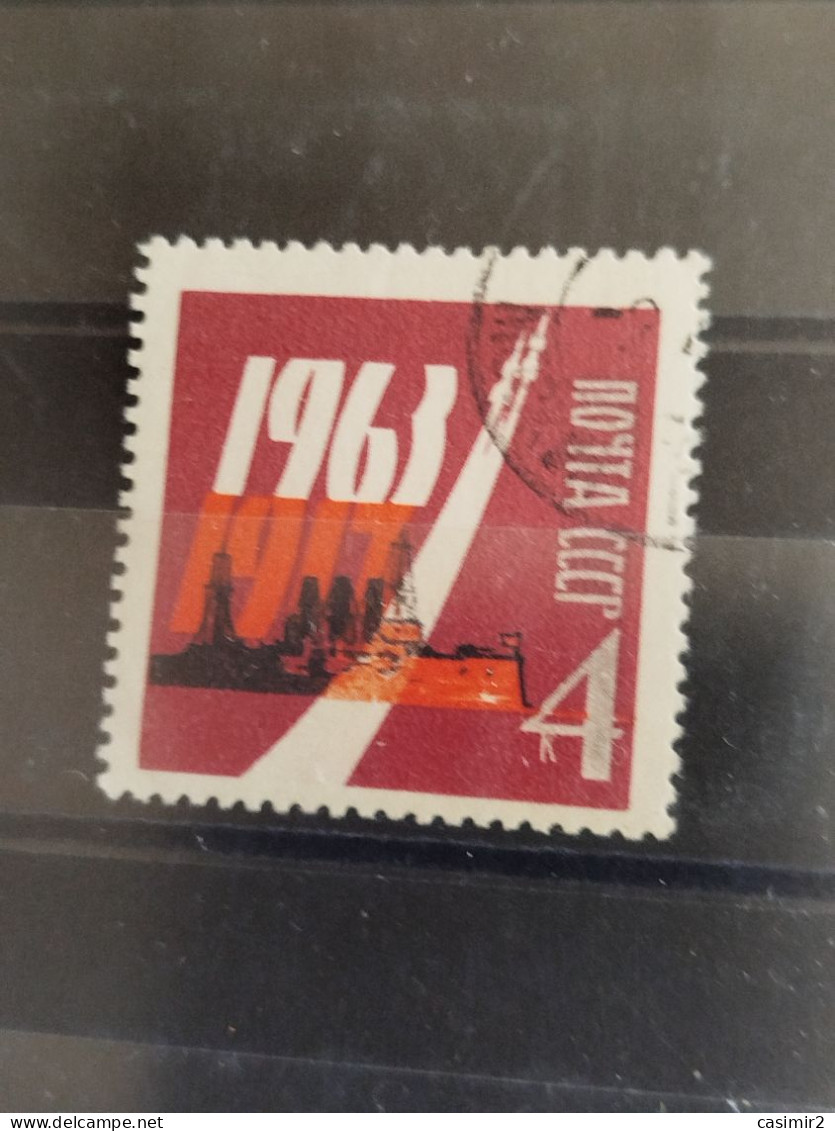 1963
1917
ПОЧТА СССР
4
к
www.delcampe.net
casimir2